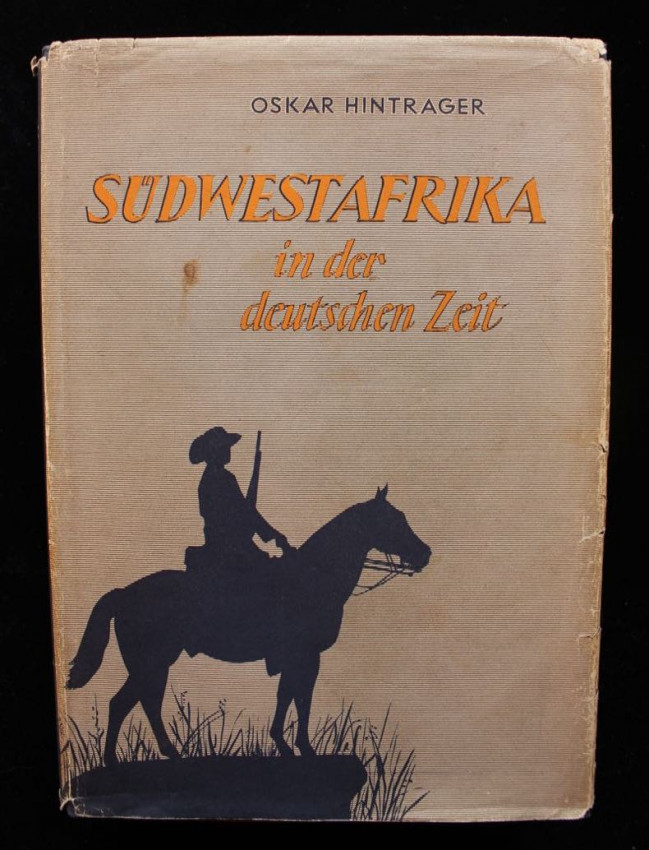 OSKAR HINTRAGER
SÜDWESTAFRIKA
in der
deutschen Zeit